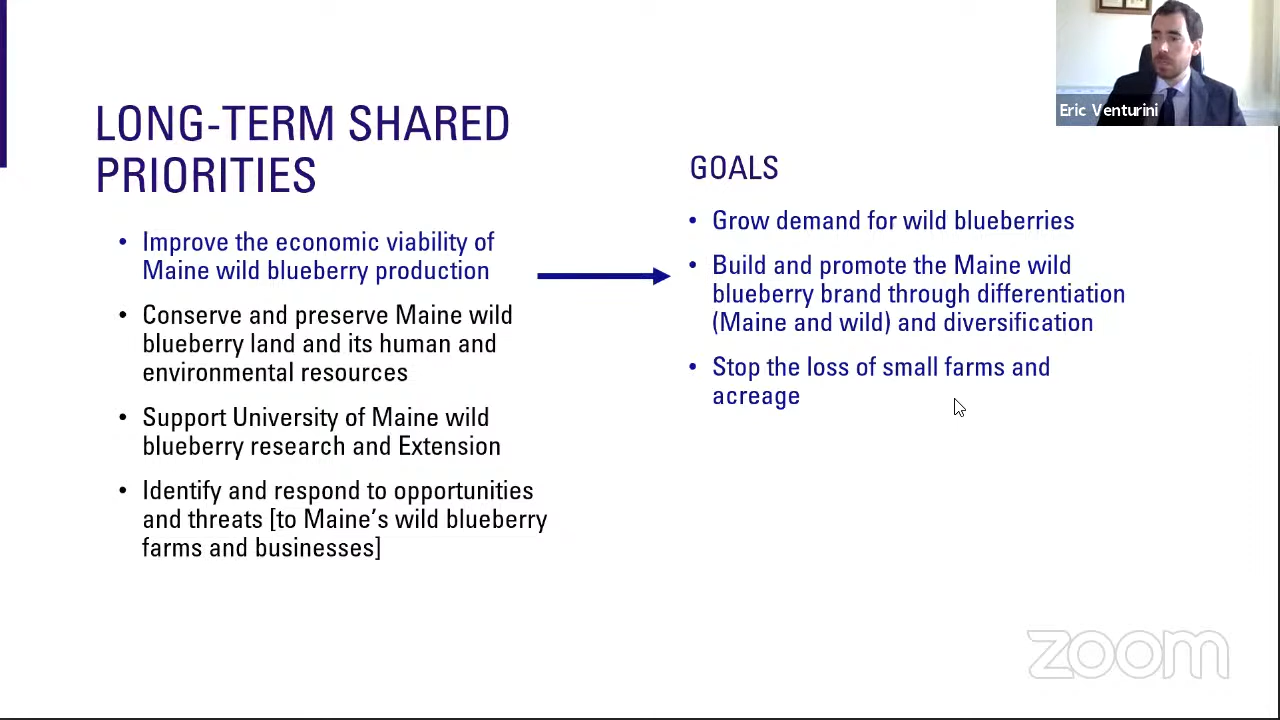 LONG-TERM SHARED
PRIORITIES
• Improve the economic viability of
Maine wild blueberry production
• Conserve and preserve Maine wild
blueberry land and its human and
environmental resources
• Support University of Maine wild
blueberry research and Extension
• Identify and respond to opportunities
and threats [to Maine’s wild blueberry
farms and businesses]
GOALS
• Grow demand for wild blueberries
• Build and promote the Maine wild
blueberry brand through differentiation
(Maine and wild) and diversification
• Stop the loss of small farms and
acreage
Eric Venturini
zoom